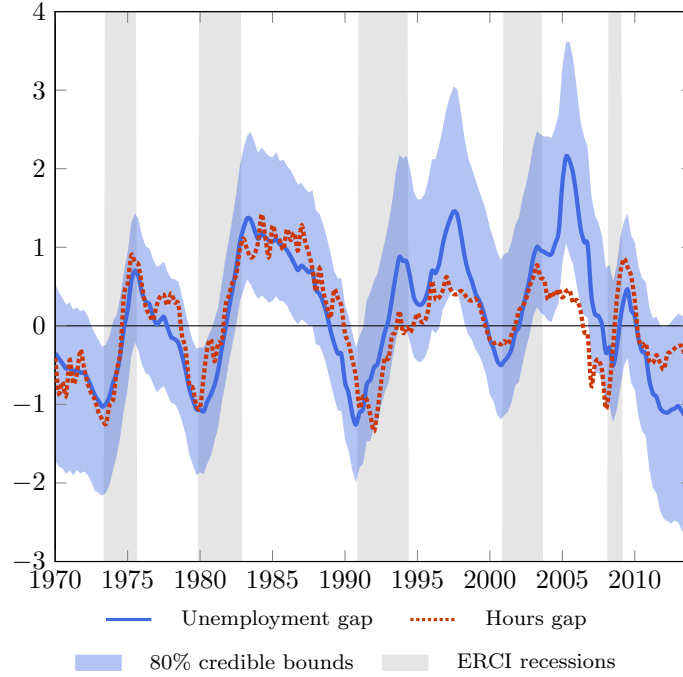 4
3
2
1
0
−1
−2
−3
1970 1975 1980 1985 1990 1995 2000 2005 2010
Unemployment gap Hours gap
80% credible bounds ERCI recessions